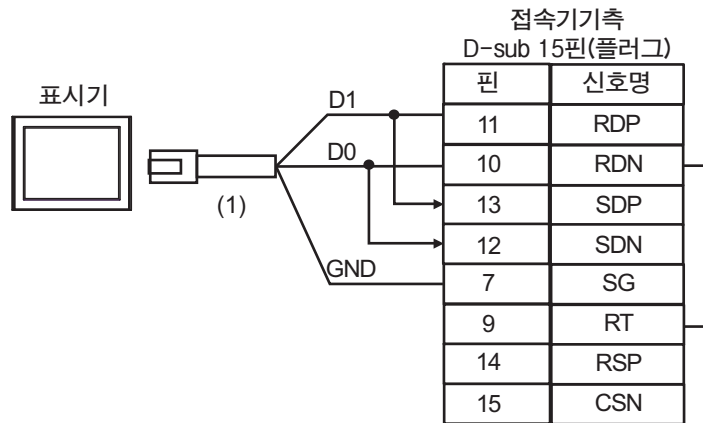 접속기기측
D-sub 15핀(플러그)
표시기
(1)
D1
D0
GND
핀 신호명
11 RDP
10 RDN
13 SDP
12 SDN
7 SG
9 RT
14 RSP
15 CSN